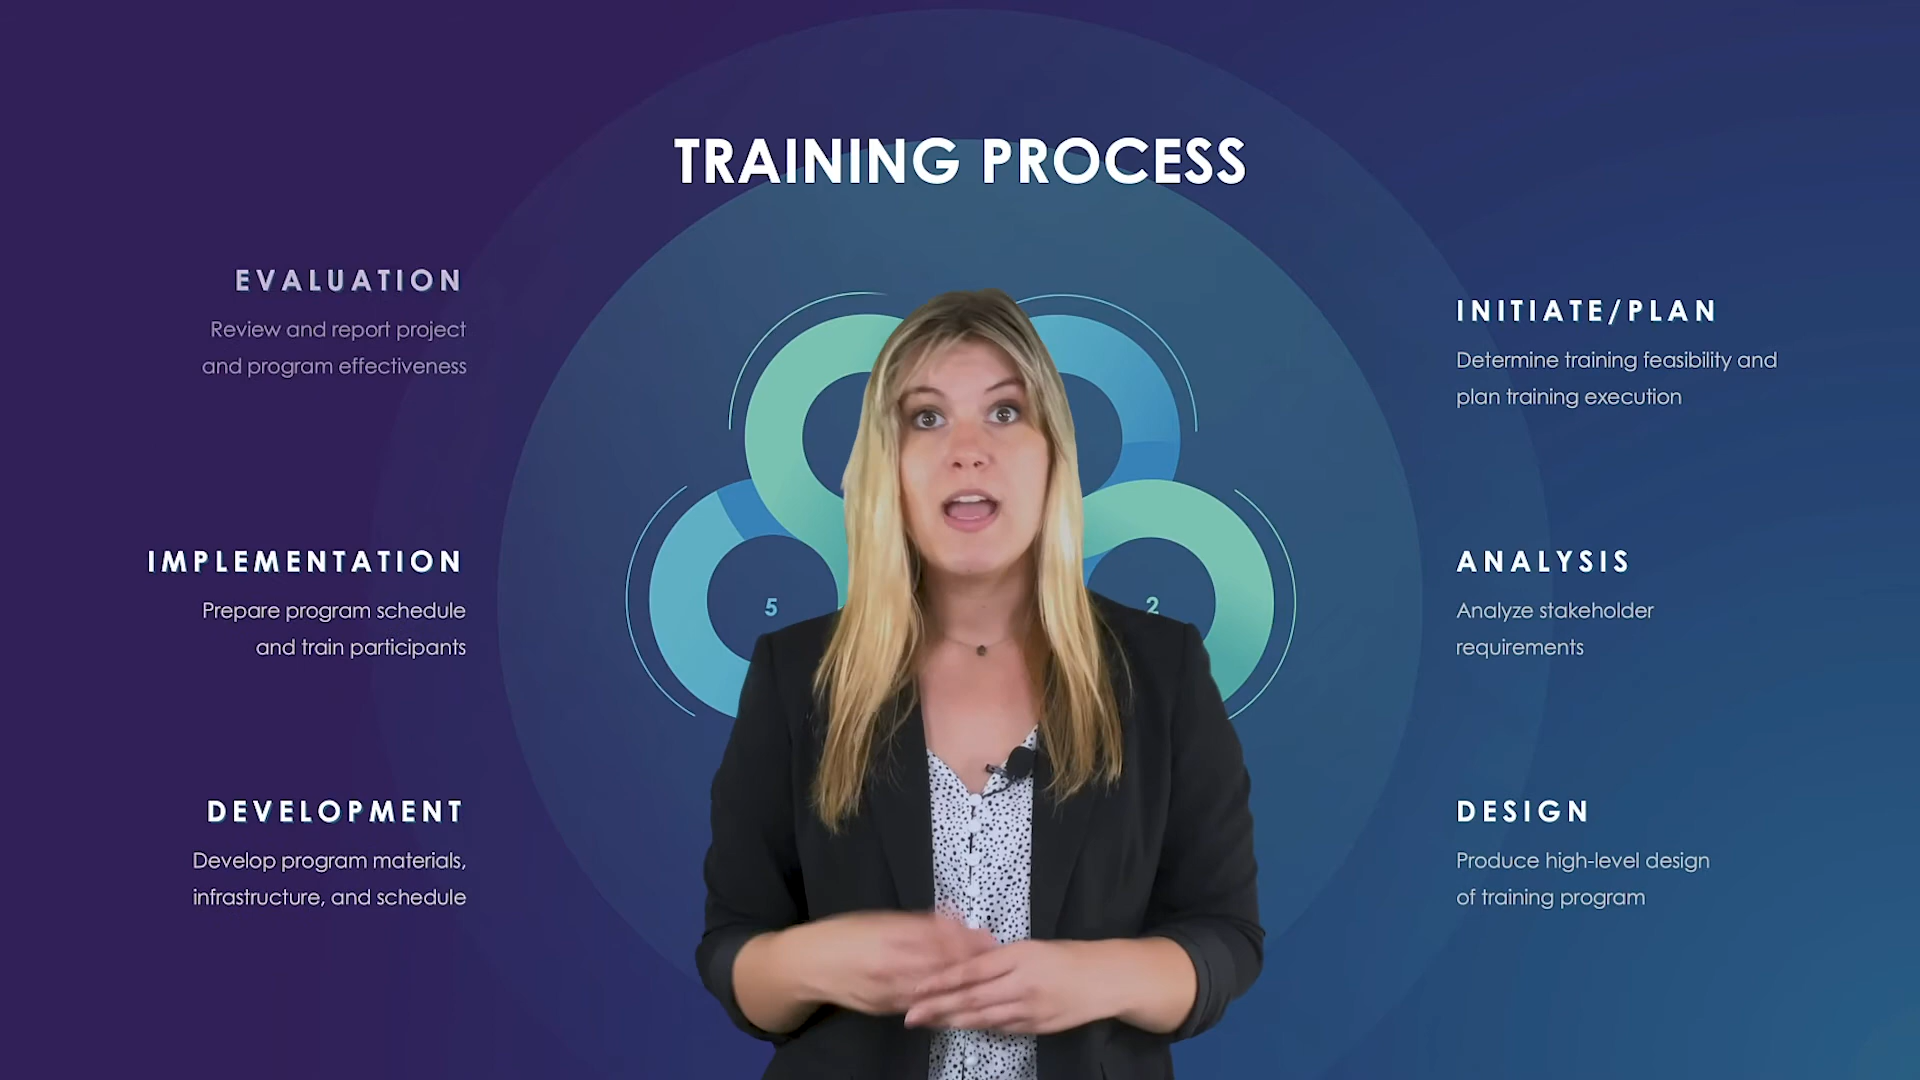 TRAINING PROCESS
EVALUATION
Review and report project
and program effectiveness
IMPLEMENTATION
Prepare program schedule
and train participants
DEVELOPMENT
Develop program materials,
infrastructure, and schedule
5
2
INITIATE/PLAN
Determine training feasibility and
plan training execution
ANALYSIS
Analyze stakeholder
requirements
DESIGN
Produce high-level design
of training program